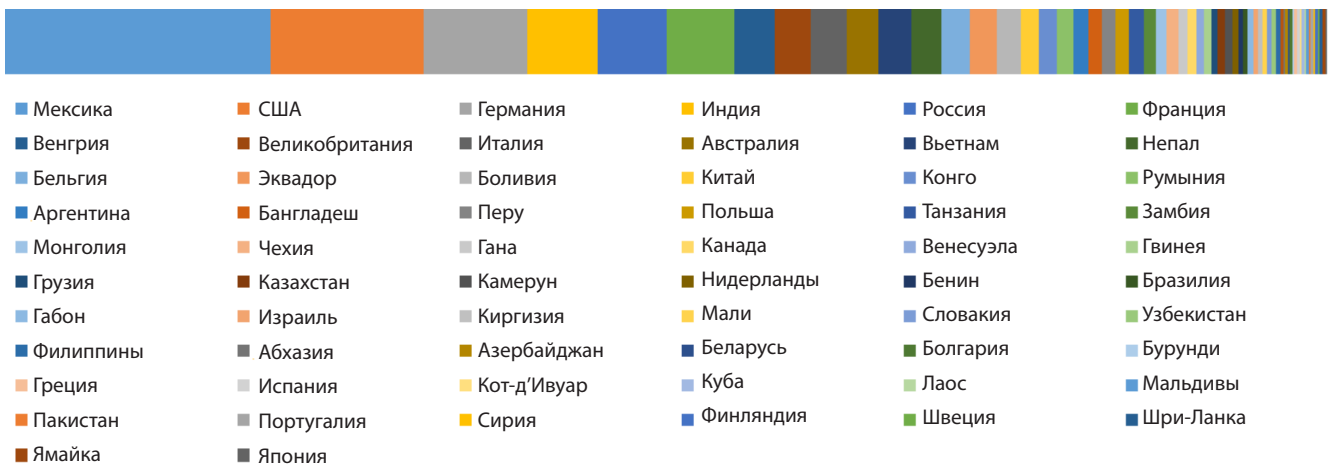 Мексика США Германия Индия Россия Франция
Венгрия Великобритания Италия Австралия Вьетнам Непал
Бельгия Эквадор Боливия Китай Конго Румыния
Аргентина Бангладеш Перу Польша Танзания Замбия
Монголия Чехия Гана Канада Венесуэла Гвинея
Грузия Казахстан Камерун Нидерланды Бенин Бразилия
Габон Израиль Киргизия Мали Словакия Узбекистан
Филиппины Абхазия Азербайджан Беларусь Болгария Бурунди
Греция Испания Кот-д’Ивуар Куба Лаос Мальдивы
Пакистан Португалия Сирия Финляндия Швеция Шри-Ланка
Ямайка Япония